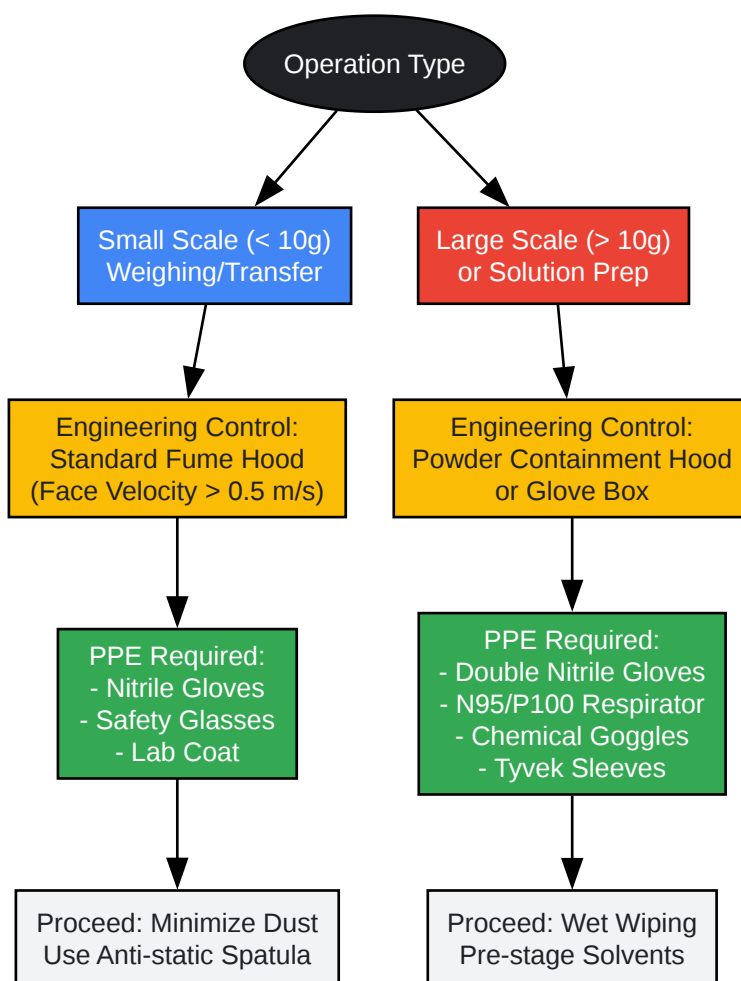 Operation Type
Small Scale (< 10g)
Weighing/Transfer
Large Scale (> 10g)
or Solution Prep
Engineering Control:
Standard Fume Hood
(Face Velocity > 0.5 m/s)
Engineering Control:
Powder Containment Hood
or Glove Box
PPE Required:
- Nitrile Gloves
- Safety Glasses
- Lab Coat
PPE Required:
- Double Nitrile Gloves
- N95/P100 Respirator
- Chemical Goggles
- Tyvek Sleeves
Proceed: Minimize Dust
Use Anti-static Spatula
Proceed: Wet Wiping
Pre-stage Solvents